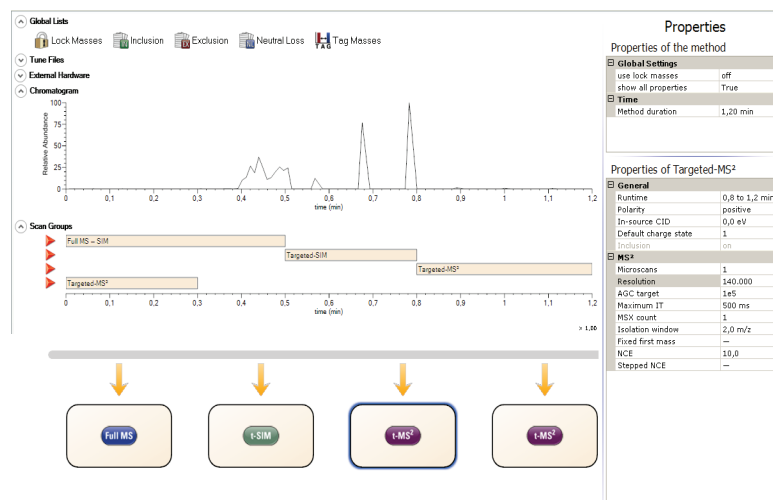 Global Lists
Lock Masses Inclusion Exclusion Neutral Loss TAG Tag Masses
Tune Files
External Hardware
Chromatogram
Relative Abundance
100
75
50
25
0
0 0,1 0,2 0,3 0,4 0,5 0,6 0,7 0,8 0,9 1 1,1 1,2
time (min)
Scan Groups
Full MS – SIM
Targeted-SIM
Targeted-MS²
Targeted-MS²
0 0,1 0,2 0,3 0,4 0,5 0,6 0,7 0,8 0,9 1 1,1 1,2
time (min)
× 1,00
Full MS
t-SIM
t-MS²
t-MS²
Properties
Properties of the method
Global Settings
use lock masses off
show all properties True
Time
Method duration 1,20 min
Properties of Targeted-MS²
General
Runtime 0,8 to 1,2 min
Polarity positive
In-source CID 0,0 eV
Default charge state 1
Inclusion on
MS²
Microscans 1
Resolution 140.000
AGC target 1e5
Maximum IT 500 ms
MSX count 1
Isolation window 2,0 m/z
Fixed first mass —
NCE 10,0
Stepped NCE —